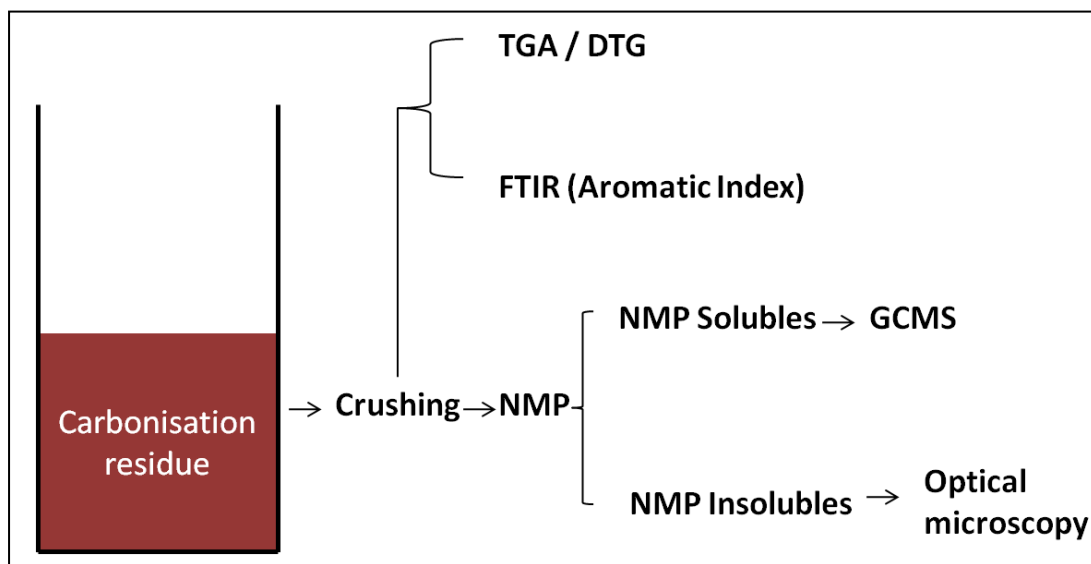 TGA / DTG
FTIR (Aromatic Index)
NMP Solubles → GCMS
Carbonisation
residue
→ Crushing → NMP
NMP Insolubles → Optical
microscopy